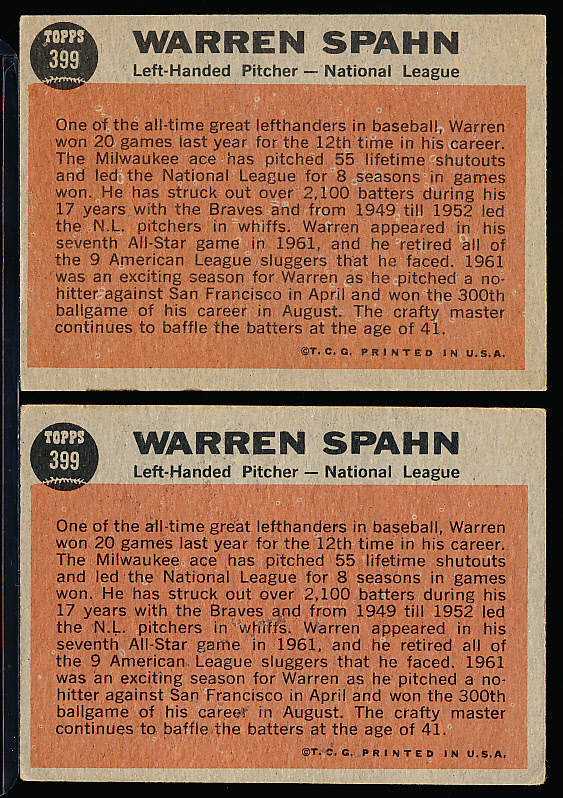 TOPPS
399
WARREN SPAHN
Left-Handed Pitcher — National League
One of the all-time great lefthanders in baseball, Warren
won 20 games last year for the 12th time in his career.
The Milwaukee ace has pitched 55 lifetime shutouts
and led the National League for 8 seasons in games
won. He has struck out over 2,100 batters during his
17 years with the Braves and from 1949 till 1952 led
the N.L. pitchers in whiffs. Warren appeared in his
seventh All-Star game in 1961, and he retired all of
the 9 American League sluggers that he faced. 1961
was an exciting season for Warren as he pitched a no-
hitter against San Francisco in April and won the 300th
ballgame of his career in August. The crafty master
continues to baffle the batters at the age of 41.
©T. C. G. PRINTED IN U.S.A.
TOPPS
399
WARREN SPAHN
Left-Handed Pitcher — National League
One of the all-time great lefthanders in baseball, Warren
won 20 games last year for the 12th time in his career.
The Milwaukee ace has pitched 55 lifetime shutouts
and led the National League for 8 seasons in games
won. He has struck out over 2,100 batters during his
17 years with the Braves and from 1949 till 1952 led
the N.L. pitchers in whiffs. Warren appeared in his
seventh All-Star game in 1961, and he retired all of
the 9 American League sluggers that he faced. 1961
was an exciting season for Warren as he pitched a no-
hitter against San Francisco in April and won the 300th
ballgame of his career in August. The crafty master
continues to baffle the batters at the age of 41.
©T. C. G. PRINTED IN U.S.A.